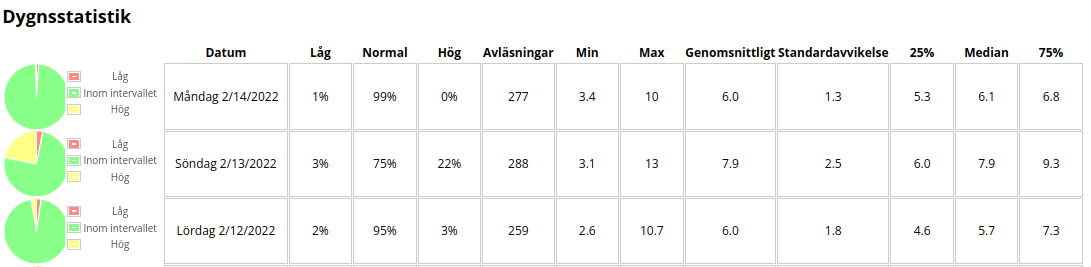 Dygnsstatistik
Datum Låg Normal Hög Avläsningar Min Max Genomsnittligt Standardavvikelse 25% Median 75%
Låg
Inom intervallet
Hög
Måndag 2/14/2022 1% 99% 0% 277 3.4 10 6.0 1.3 5.3 6.1 6.8
Låg
Inom intervallet
Hög
Söndag 2/13/2022 3% 75% 22% 288 3.1 13 7.9 2.5 6.0 7.9 9.3
Låg
Inom intervallet
Hög
Lördag 2/12/2022 2% 95% 3% 259 2.6 10.7 6.0 1.8 4.6 5.7 7.3